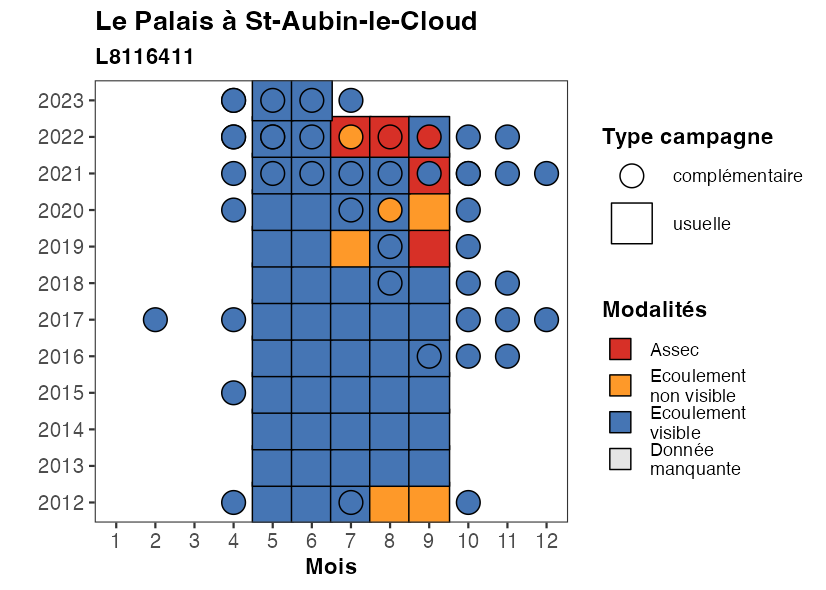 Le Palais à St-Aubin-le-Cloud
L8116411
2023
2022
2021
2020
2019
2018
2017
2016
2015
2014
2013
2012
1 2 3 4 5 6 7 8 9 10 11 12
Mois
Type campagne
complémentaire
usuelle
Modalités
Assec
Ecoulement
non visible
Ecoulement
visible
Donnée
manquante